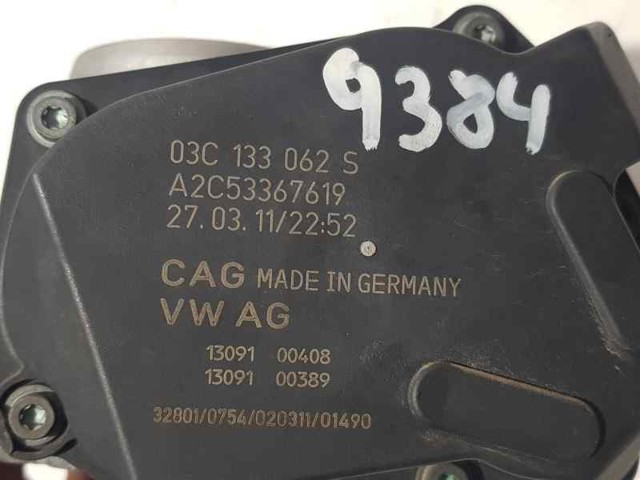 9384
03C 133 062 S
A2C53367619
27.03.11/22:52
CAG MADE IN GERMANY
VW AG
13091 00408
13091 00389
32801/0754/020311/01490